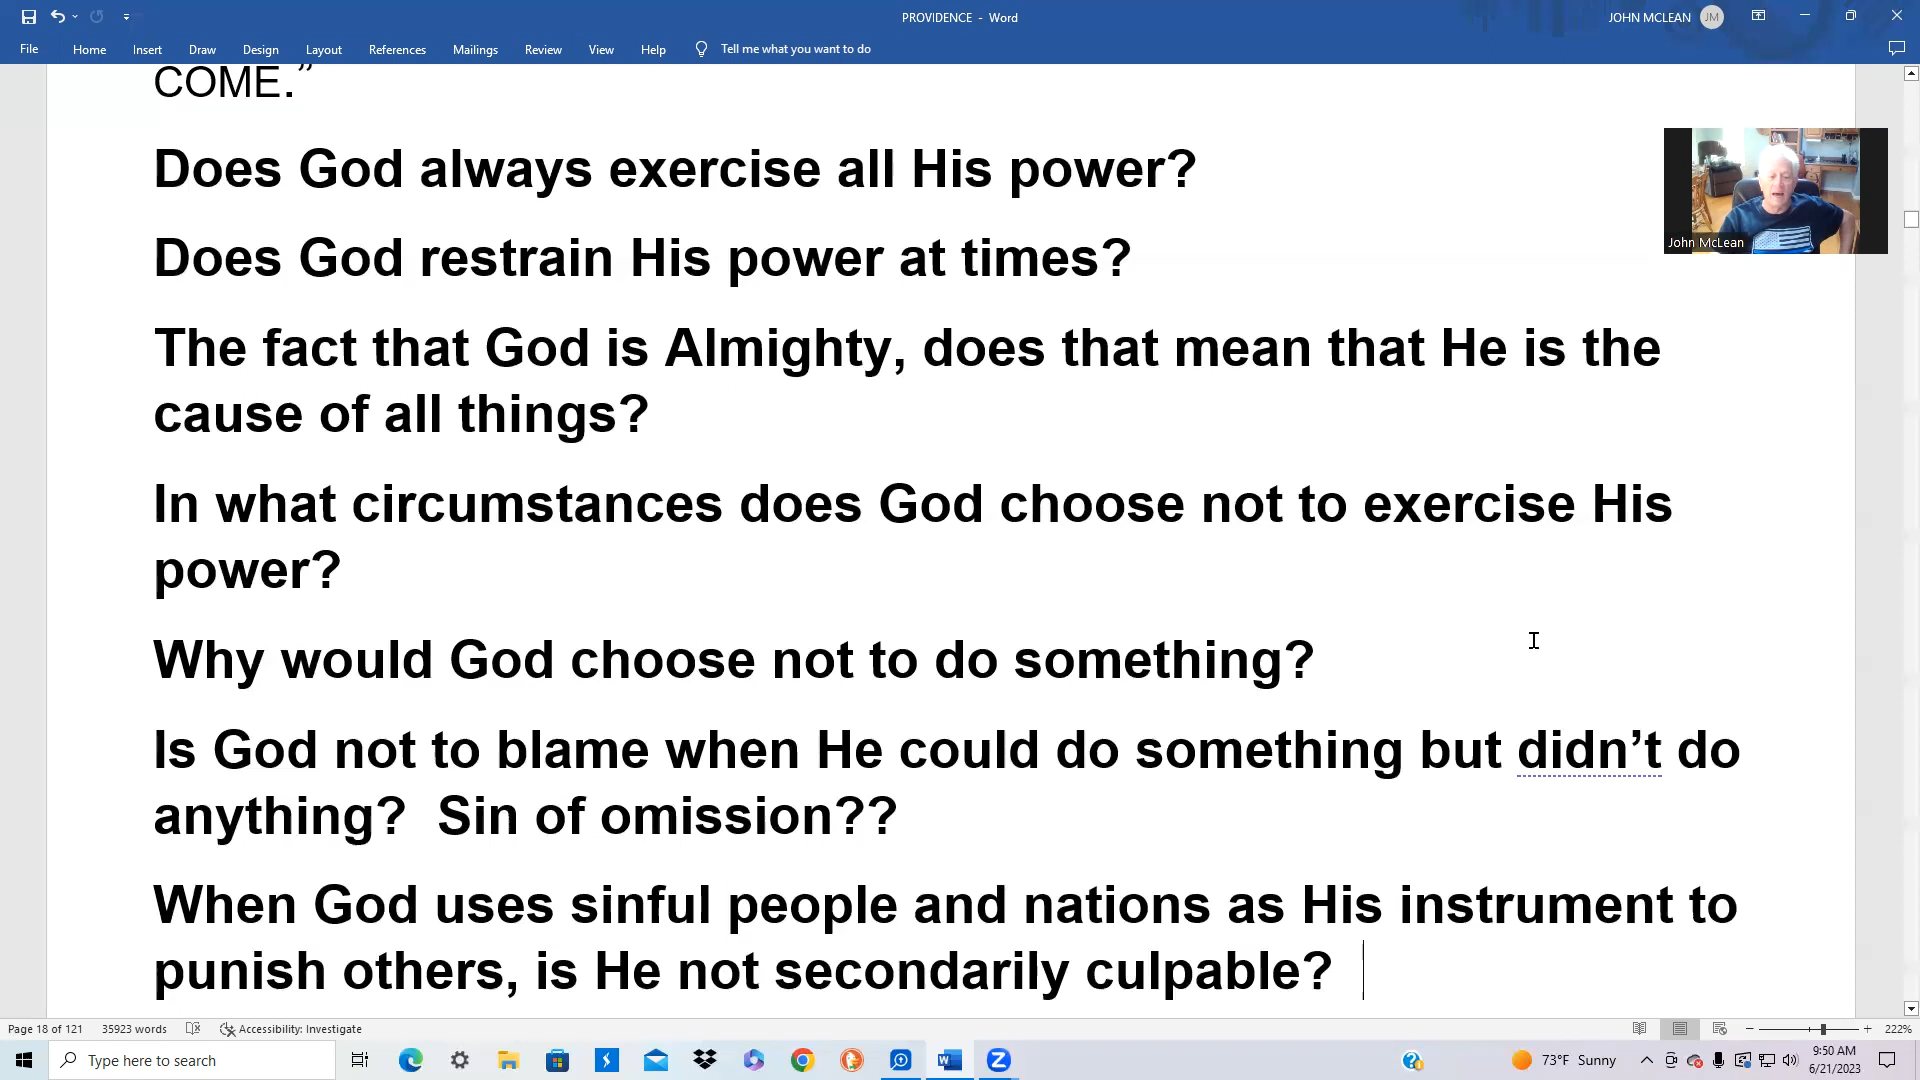 PROVIDENCE - Word
JOHN MCLEAN JM
File Home Insert Draw Design Layout References Mailings Review View Help Tell me what you want to do
COME.”
Does God always exercise all His power?
Does God restrain His power at times?
The fact that God is Almighty, does that mean that He is the
cause of all things?
In what circumstances does God choose not to exercise His
power?
Why would God choose not to do something?
Is God not to blame when He could do something but didn’t do
anything?  Sin of omission??
When God uses sinful people and nations as His instrument to
punish others, is He not secondarily culpable?
John McLean
Page 18 of 121 35923 words Accessibility: Investigate 222%
Type here to search
73°F Sunny
9:50 AM
6/21/2023